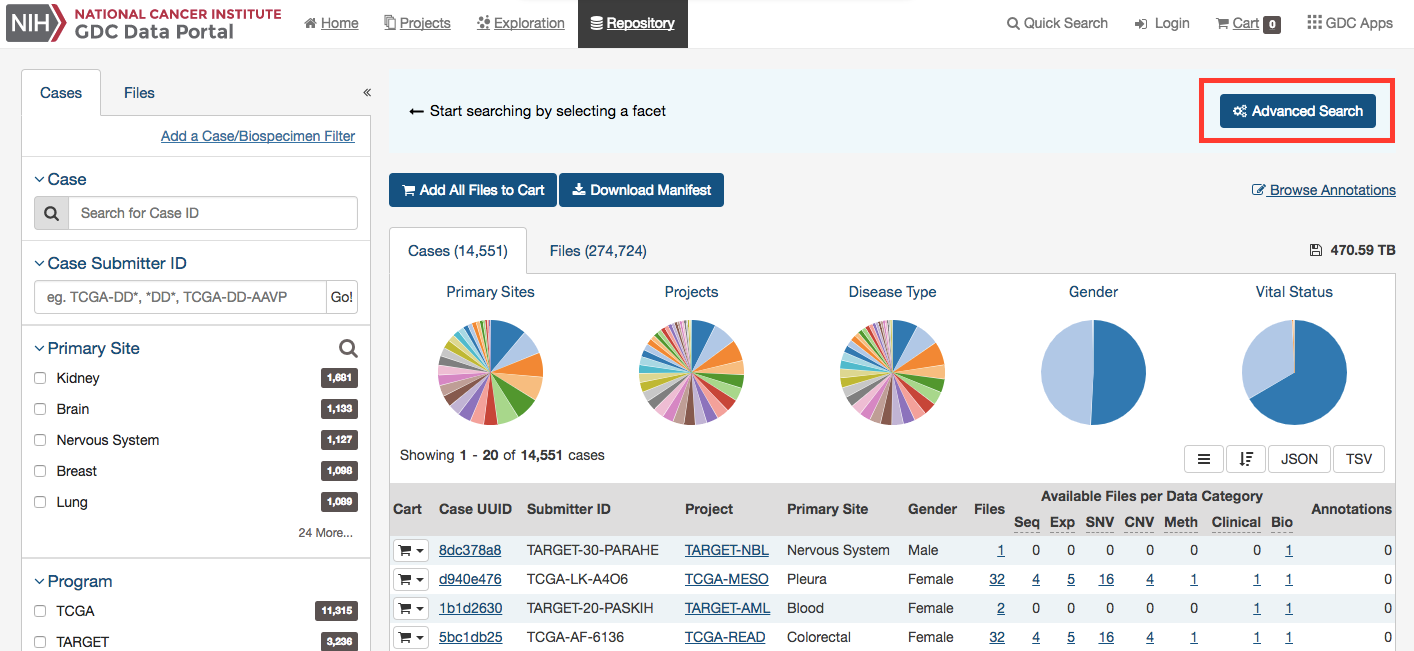 NIH NATIONAL CANCER INSTITUTE
GDC Data Portal
Home Projects Exploration Repository Quick Search Login Cart 0 GDC Apps
Cases Files «
Add a Case/Biospecimen Filter
Case
Search for Case ID
Case Submitter ID
eg. TCGA-DD*, *DD*, TCGA-DD-AAVP Go!
Primary Site
Kidney 1,681
Brain 1,133
Nervous System 1,127
Breast 1,098
Lung 1,089
24 More...
Program
TCGA 11,315
TARGET 3,236
← Start searching by selecting a facet
Advanced Search
Add All Files to Cart Download Manifest Browse Annotations
Cases (14,551) Files (274,724) 470.59 TB
Primary Sites Projects Disease Type Gender Vital Status
Showing 1 - 20 of 14,551 cases JSON TSV
Available Files per Data Category
Cart Case UUID Submitter ID Project Primary Site Gender Files Seq Exp SNV CNV Meth Clinical Bio Annotations
8dc378a8 TARGET-30-PARAHE TARGET-NBL Nervous System Male 1 0 0 0 0 0 0 1 0
d940e476 TCGA-LK-A4O6 TCGA-MESO Pleura Female 32 4 5 16 4 1 1 1 0
1b1d2630 TARGET-20-PASKIH TARGET-AML Blood Female 2 0 0 0 0 0 1 1 0
5bc1db25 TCGA-AF-6136 TCGA-READ Colorectal Female 32 4 5 16 4 1 1 1 0